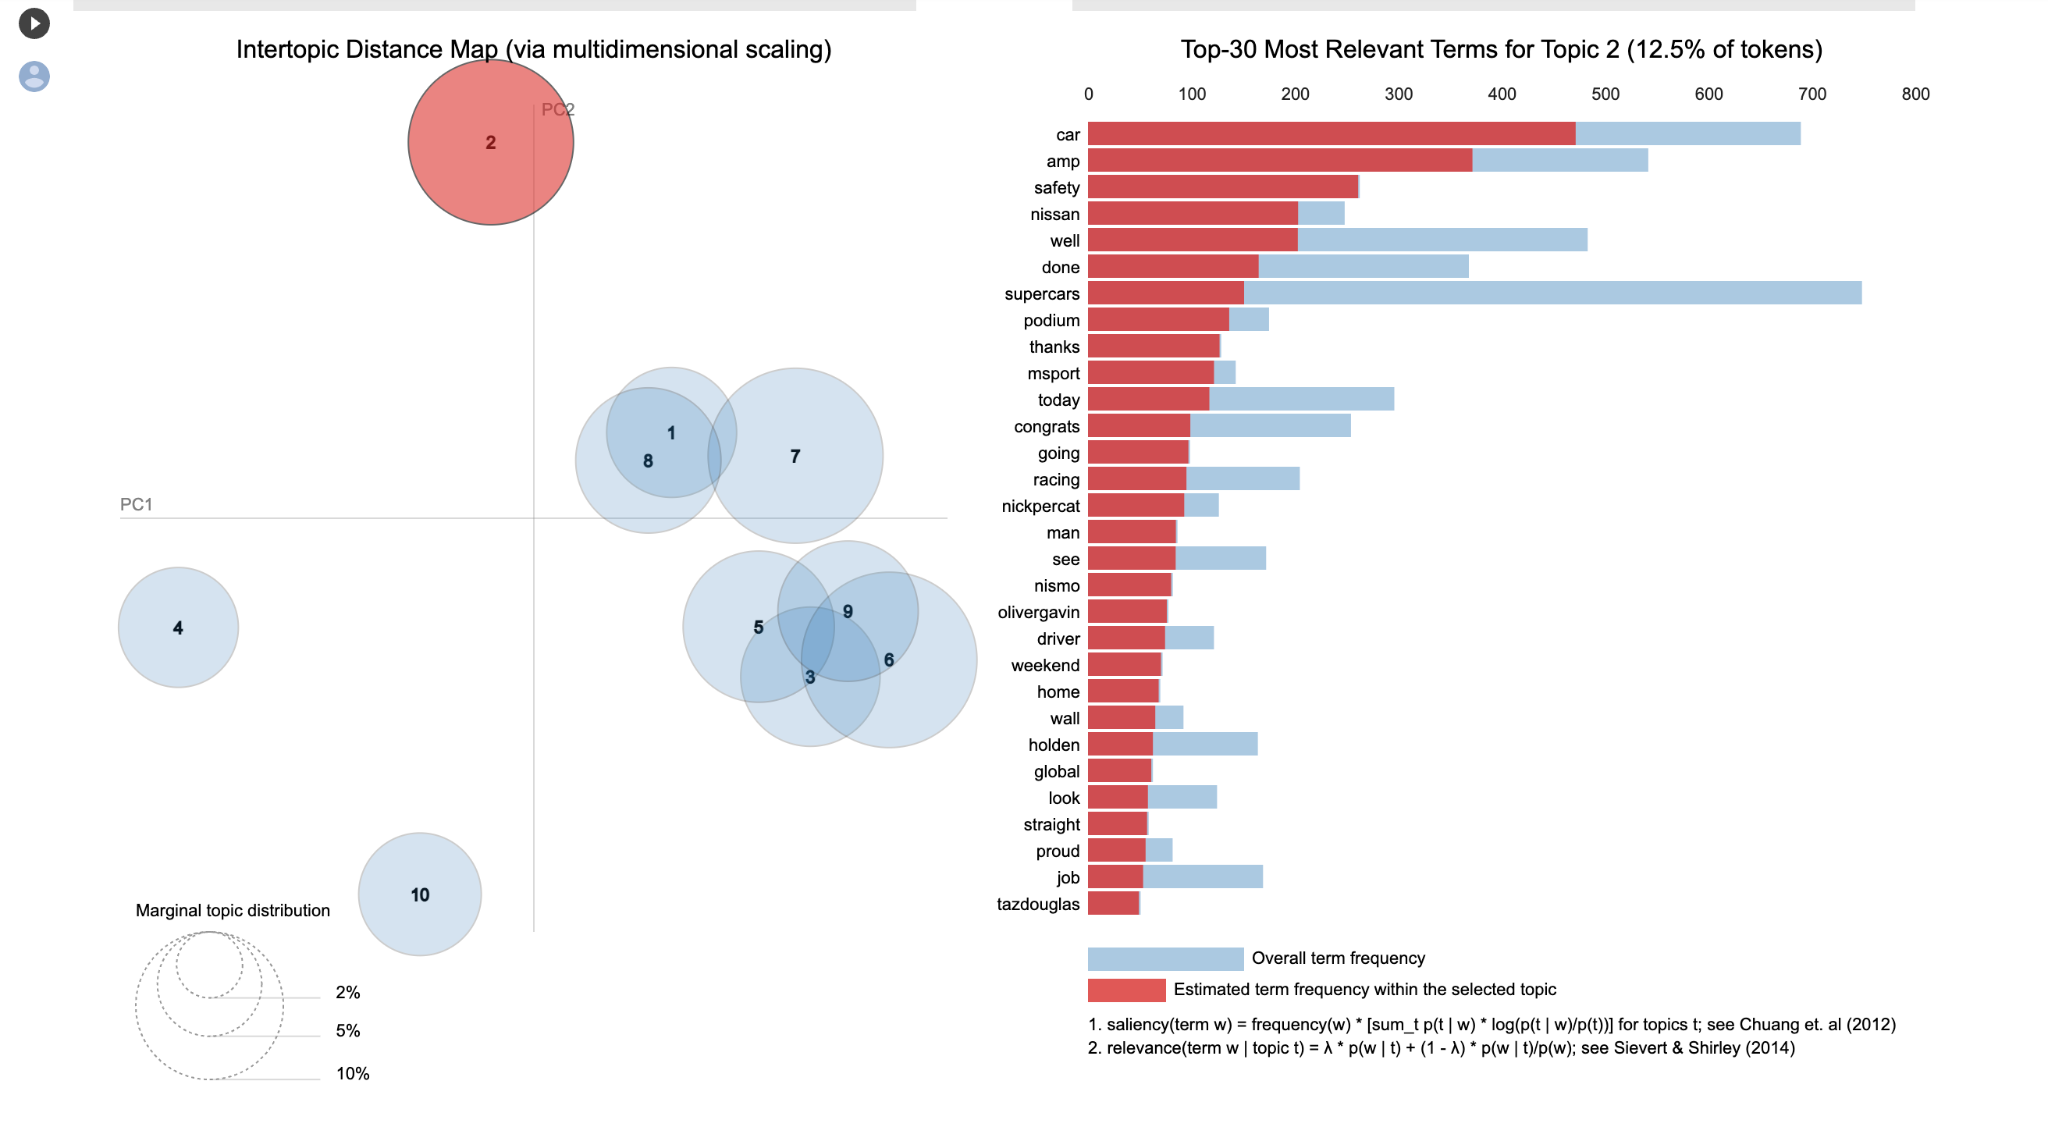 Intertopic Distance Map (via multidimensional scaling)
PC2
2
1
8
7
PC1
5
9
4
6
3
10
Marginal topic distribution
2%
5%
10%
Top-30 Most Relevant Terms for Topic 2 (12.5% of tokens)
0 100 200 300 400 500 600 700 800
car
amp
safety
nissan
well
done
supercars
podium
thanks
msport
today
congrats
going
racing
nickpercat
man
see
nismo
olivergavin
driver
weekend
home
wall
holden
global
look
straight
proud
job
tazdouglas
Overall term frequency
Estimated term frequency within the selected topic
1. saliency(term w) = frequency(w) * [sum_t p(t | w) * log(p(t | w)/p(t))] for topics t; see Chuang et. al (2012)
2. relevance(term w | topic t) = λ * p(w | t) + (1 - λ) * p(w | t)/p(w); see Sievert & Shirley (2014)